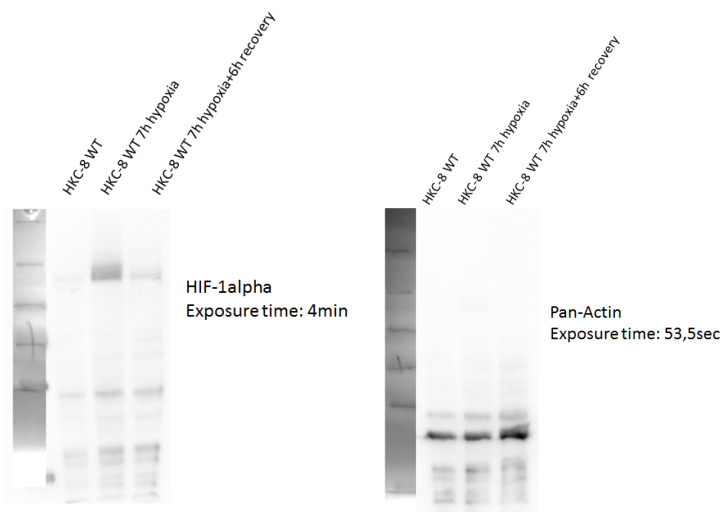 HKC-8 WT
HKC-8 WT 7h hypoxia
HKC-8 WT 7h hypoxia+6h recovery
HIF-1alpha
Exposure time: 4min
HKC-8 WT
HKC-8 WT 7h hypoxia
HKC-8 WT 7h hypoxia+6h recovery
Pan-Actin
Exposure time: 53,5sec